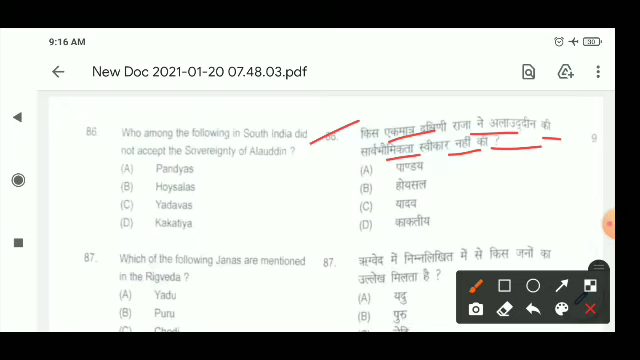 9:16 AM
30
New Doc 2021-01-20 07.48.03.pdf
86. Who among the following in South India did
not accept the Sovereignty of Alauddin ?
(A) Pandyas
(B) Hoysalas
(C) Yadavas
(D) Kakatiya
87. Which of the following Janas are mentioned
in the Rigveda ?
(A) Yadu
(B) Puru
किस एकमात्र दक्षिणी राजा ने अलाउद्दीन की
सार्वभौमिकता स्वीकार नहीं की ?
(A) पाण्डय
(B) होयसल
(C) यादव
(D) काकतीय
87. ऋग्वेद में निम्नलिखित में से किस जनों का
उल्लेख मिलता है ?
(A) यदु
(B) पुरु
9